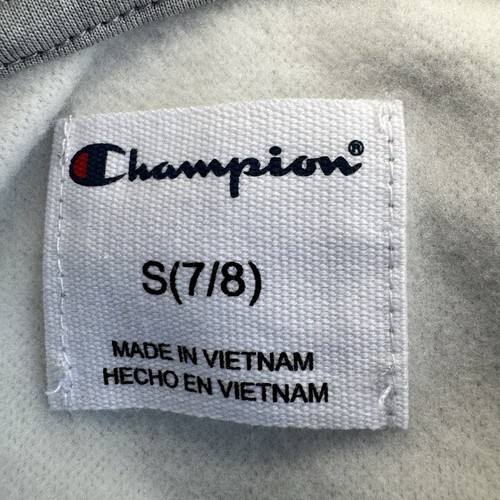 Champion®
S(7/8)
MADE IN VIETNAM
HECHO EN VIETNAM